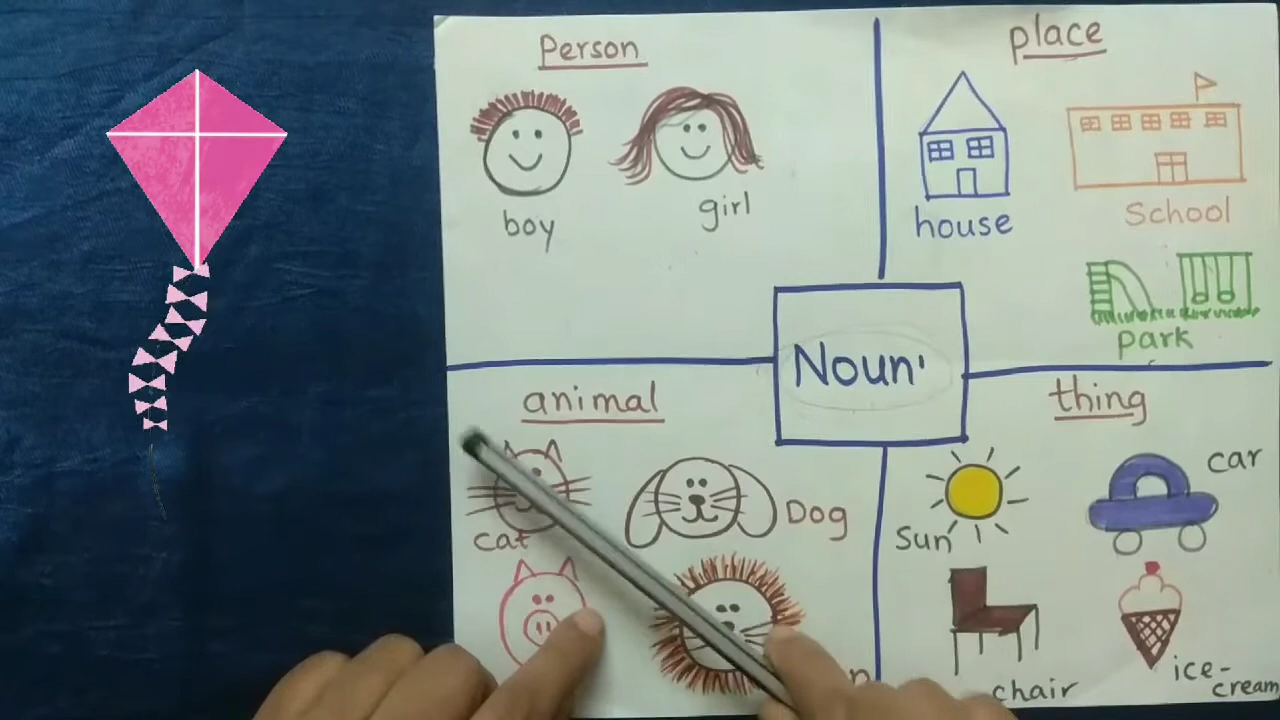 Person
boy
girl
place
house
School
park
Noun
animal
cat
Dog
thing
sun
car
chair
ice-
cream